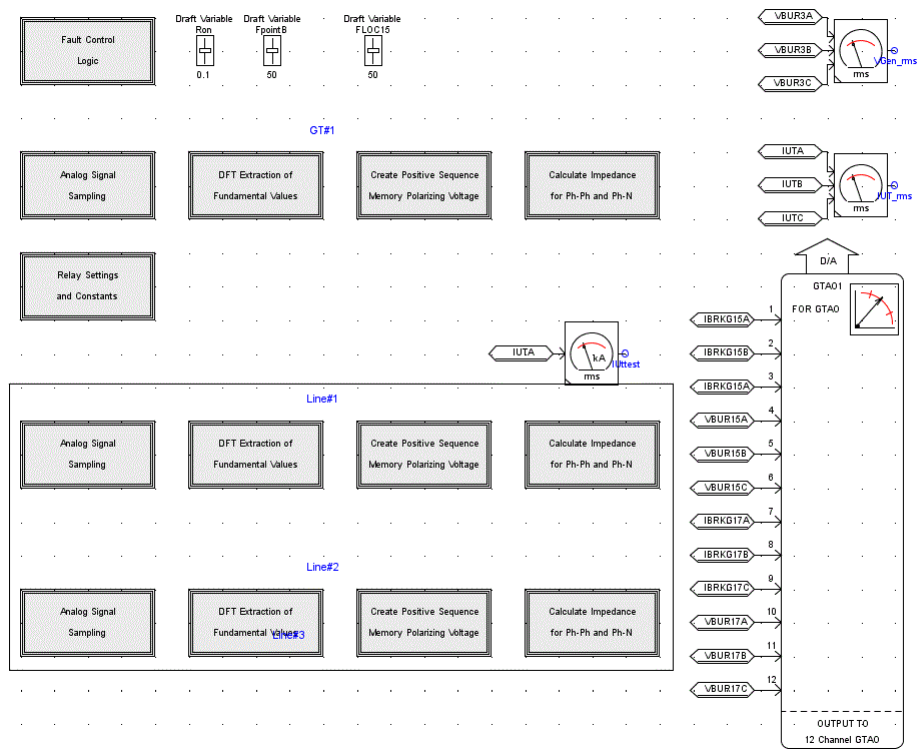 Fault Control
Logic
Draft Variable
Ron
0.1
Draft Variable
FpointB
50
Draft Variable
FLOC15
50
VBUR3A
VBUR3B
VBUR3C
rms
VGen_rms
GT#1
Analog Signal
Sampling
DFT Extraction of
Fundamental Values
Create Positive Sequence
Memory Polarizing Voltage
Calculate Impedance
for Ph-Ph and Ph-N
IUTA
IUTB
IUTC
rms
IUT_rms
Relay Settings
and Constants
D/A
GTAO1
FOR GTAO
IUTA
kA
rms
IUttest
1
IBRKG15A
2
IBRKG15B
3
IBRKG15A
4
VBUR15A
5
VBUR15B
6
VBUR15C
7
IBRKG17A
8
IBRKG17B
9
IBRKG17C
10
VBUR17A
11
VBUR17B
12
VBUR17C
OUTPUT TO
12 Channel GTAO
Line#1
Analog Signal
Sampling
DFT Extraction of
Fundamental Values
Create Positive Sequence
Memory Polarizing Voltage
Calculate Impedance
for Ph-Ph and Ph-N
Line#2
Analog Signal
Sampling
DFT Extraction of
Fundamental Values
Line#3
Create Positive Sequence
Memory Polarizing Voltage
Calculate Impedance
for Ph-Ph and Ph-N